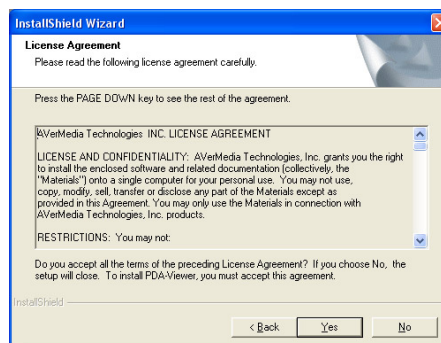 InstallShield Wizard
License Agreement
Please read the following license agreement carefully.
Press the PAGE DOWN key to see the rest of the agreement.
AVerMedia Technologies  INC. LICENSE AGREEMENT
LICENSE AND CONFIDENTIALITY:  AVerMedia Technologies, Inc. grants you the right
to install the enclosed software and related documentation (collectively, the
"Materials") onto a single computer for your personal use.  You may not use,
copy, modify, sell, transfer or disclose any part of the Materials except as
provided in this Agreement. You may only use the Materials in connection with
AVerMedia Technologies, Inc. products.
RESTRICTIONS:  You may not:
Do you accept all the terms of the preceding License Agreement?  If you choose No,  the
setup will close.  To install PDA-Viewer, you must accept this agreement.
InstallShield
< Back
Yes
No